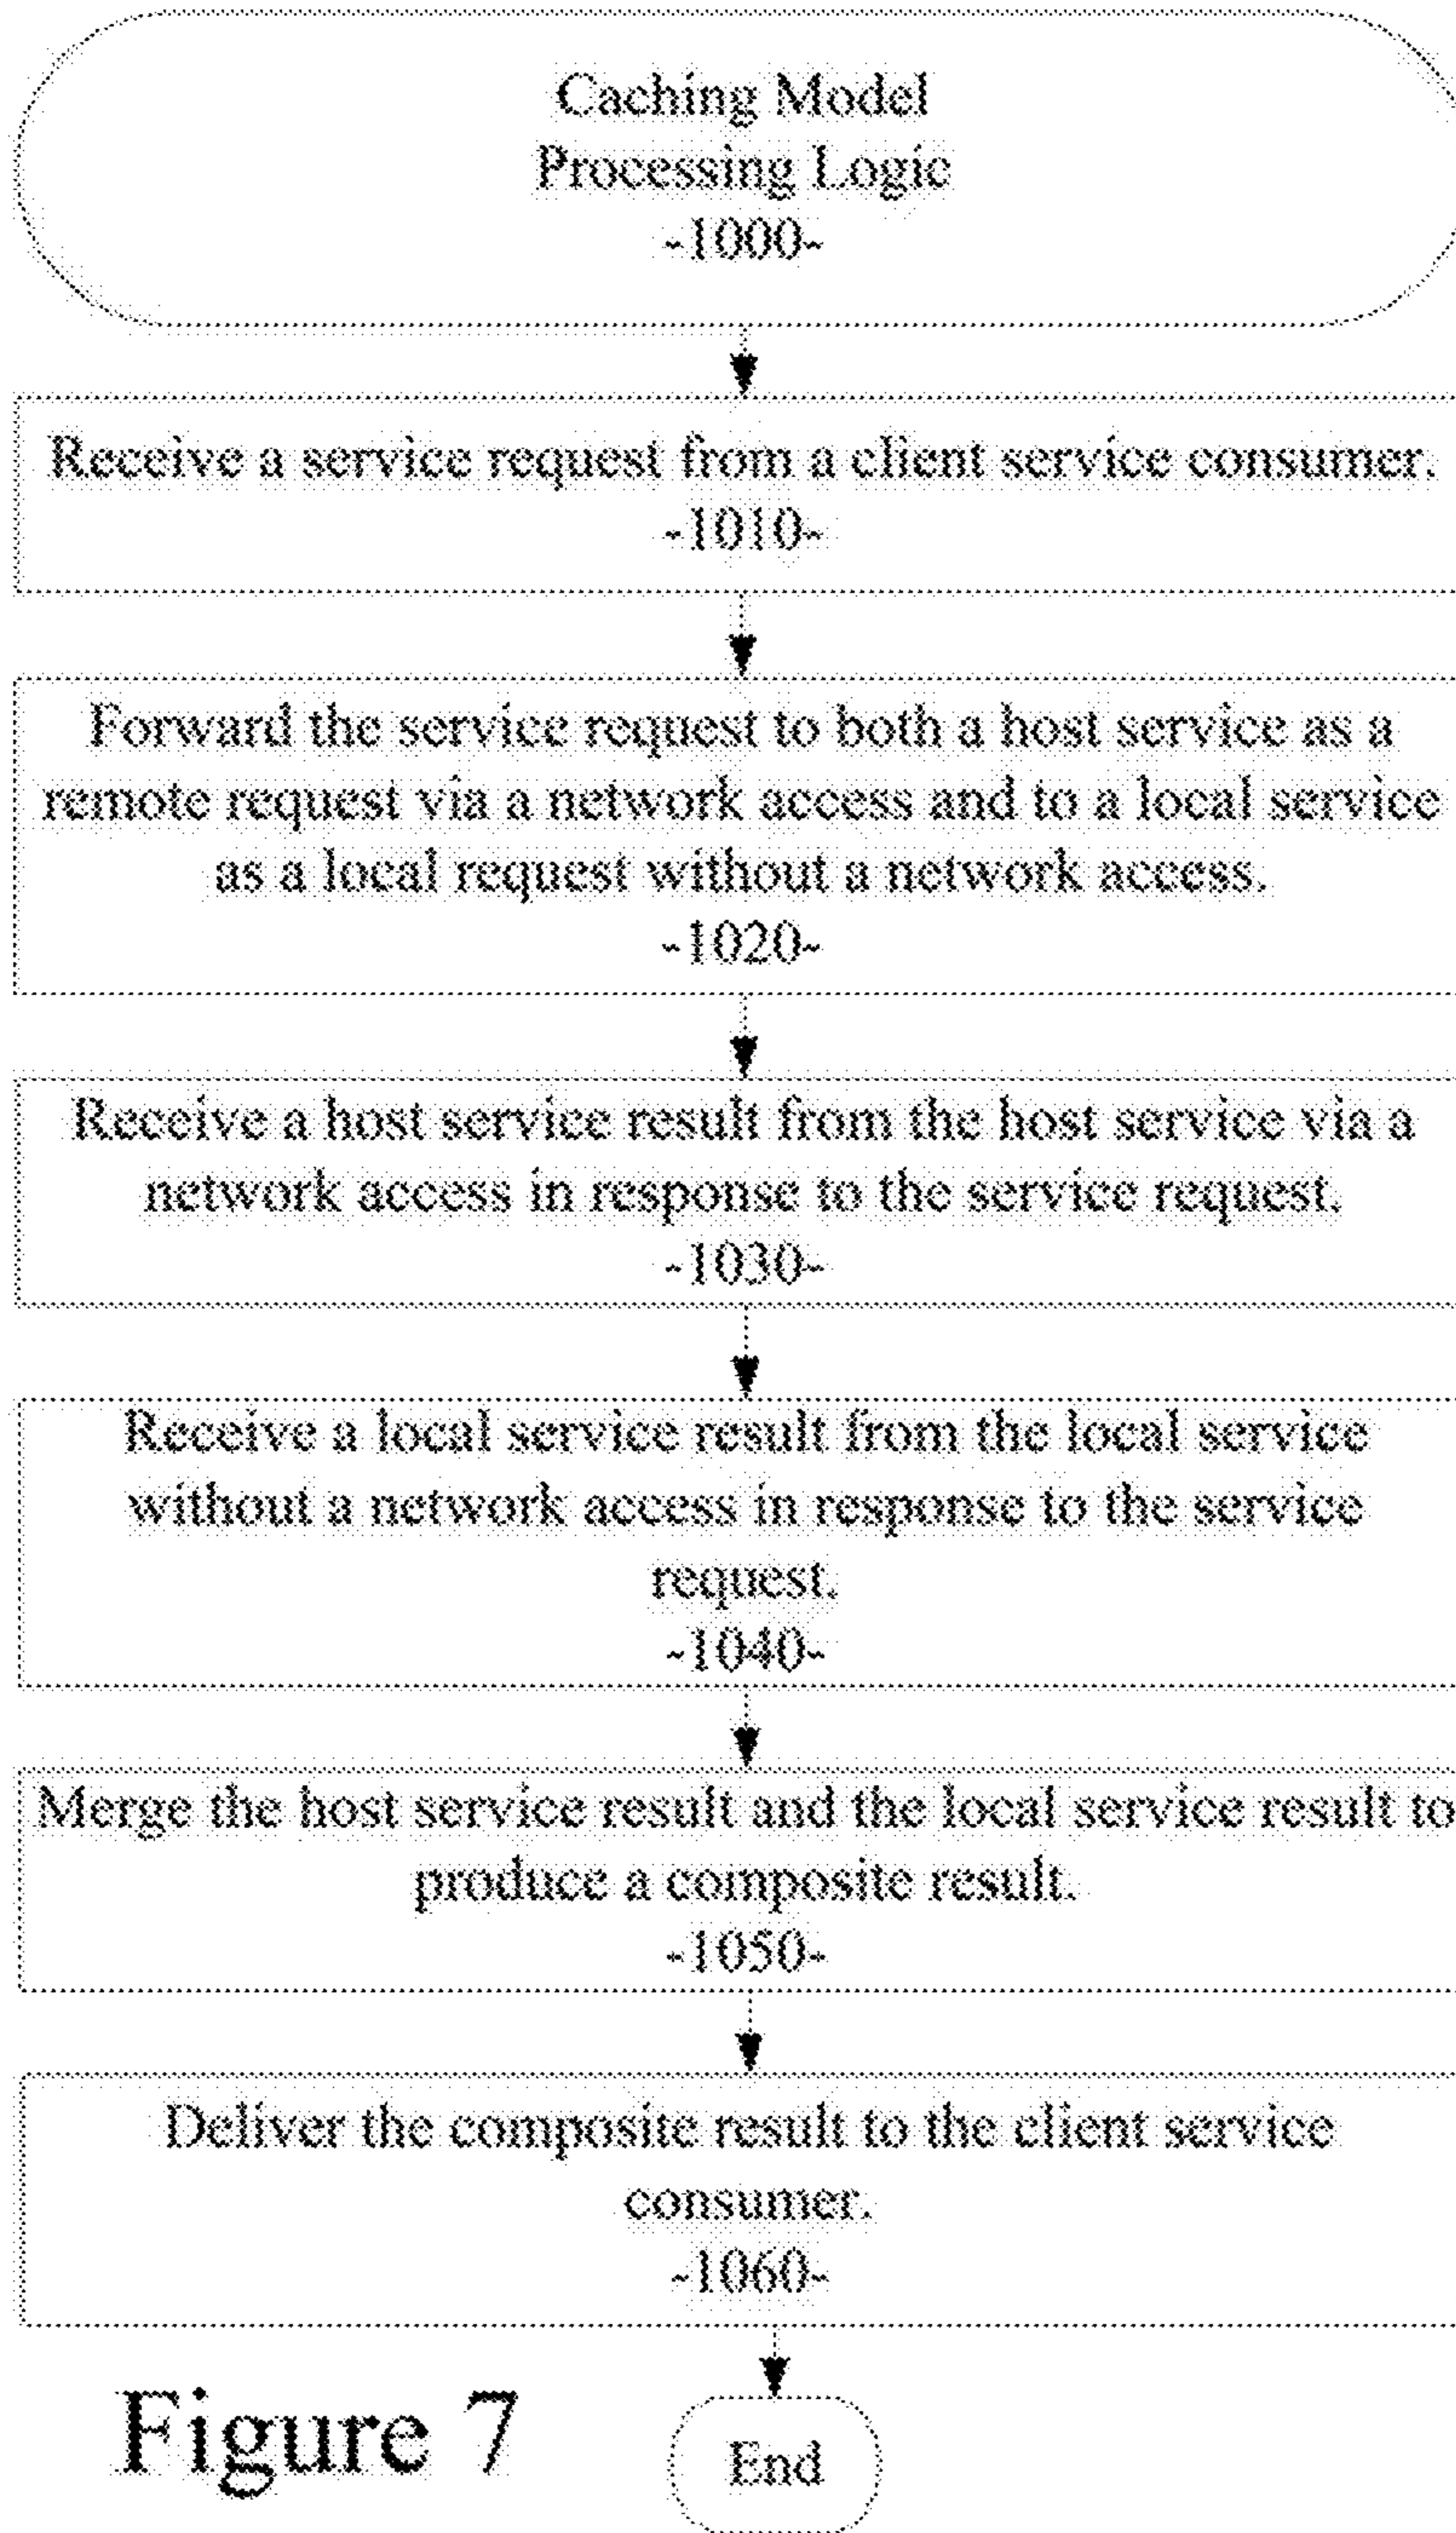 Caching Model
Processing Logic
-1000-
Receive a service request from a client service consumer.
-1010-
Forward the service request to both a host service as a
remote request via a network access and to a local service
as a local request without a network access.
-1020-
Receive a host service result from the host service via a
network access in response to the service request.
-1030-
Receive a local service result from the local service
without a network access in response to the service
request.
-1040-
Merge the host service result and the local service result to
produce a composite result.
-1050-
Deliver the composite result to the client service
consumer.
-1060-
Figure 7
End